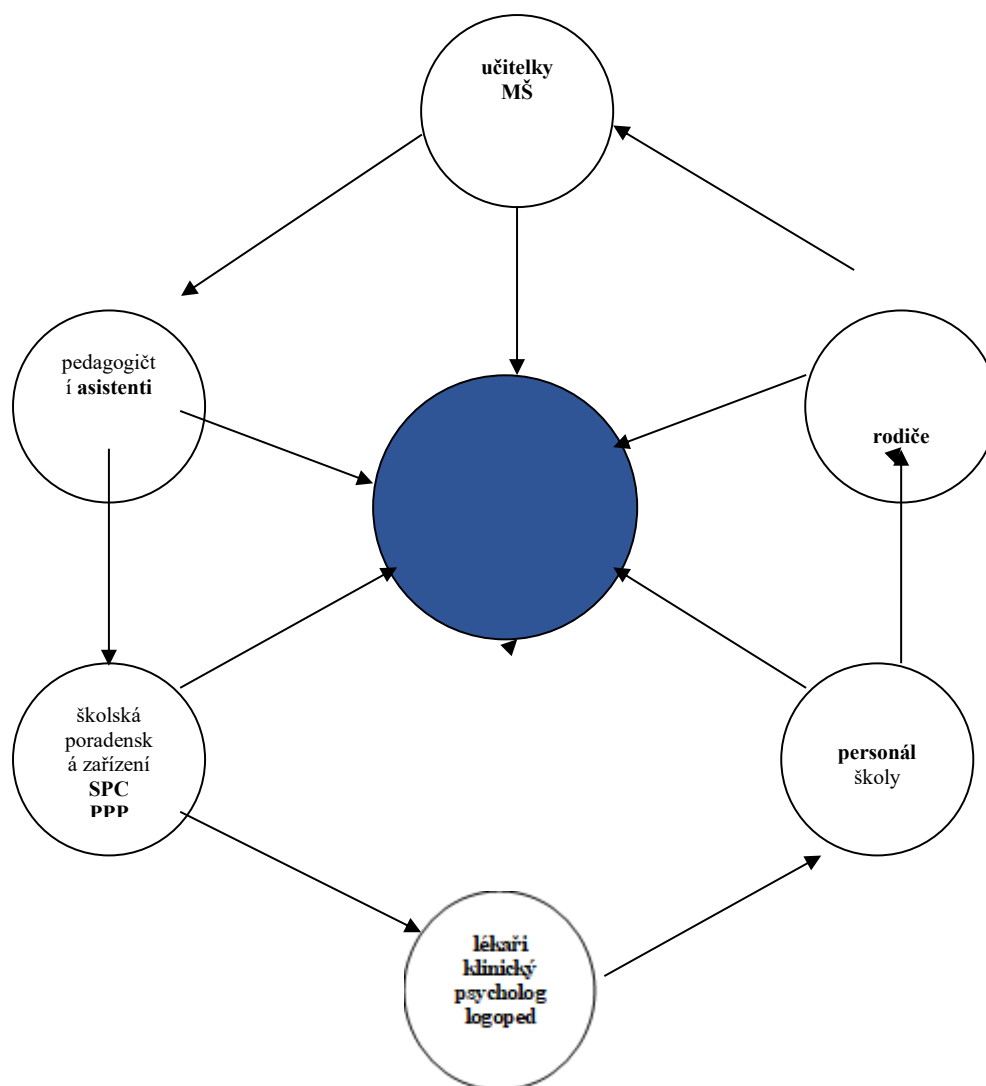 učitelky
MŠ
pedagogičt
í asistenti
rodiče
školská
poradensk
á zařízení
SPC
PPP
personál
školy
lékaři
klinický
psycholog
logoped